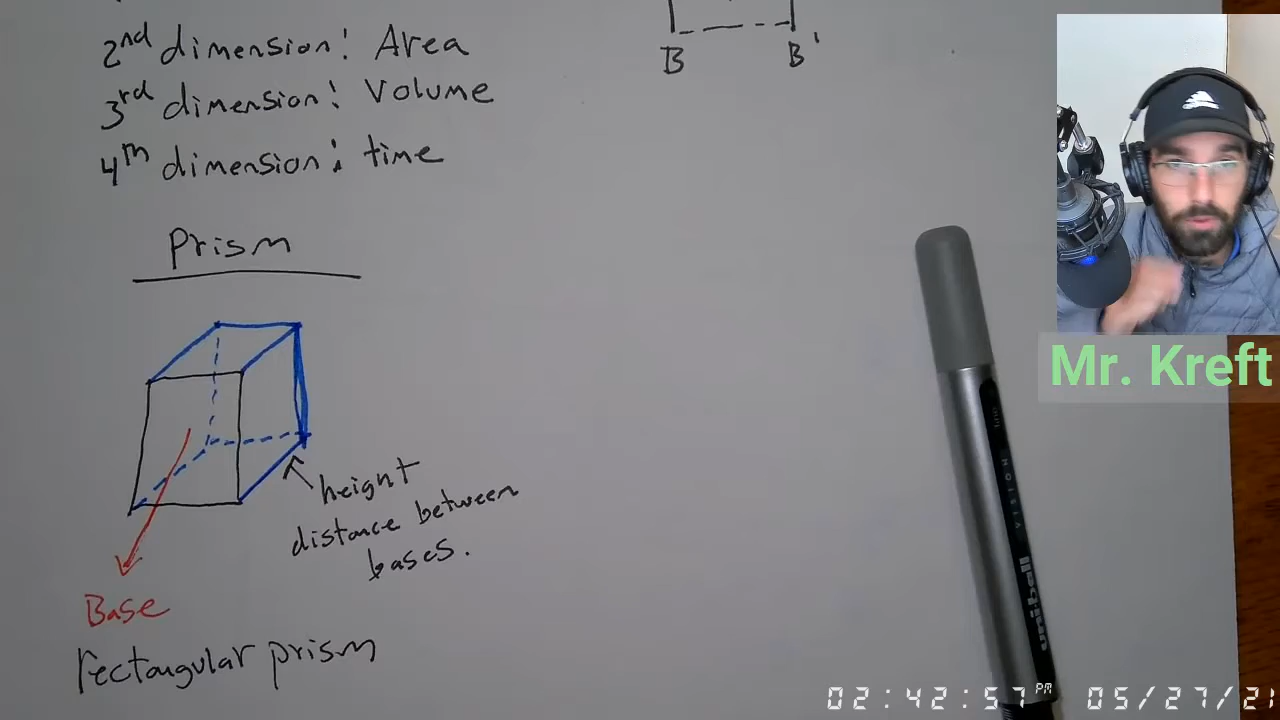 2nd dimension: Area
3rd dimension: Volume
4th dimension: time
B
B'
Prism
height
distance between
bases.
Base
rectangular prism
Mr. Kreft
02:42:57 PM 05/27/21